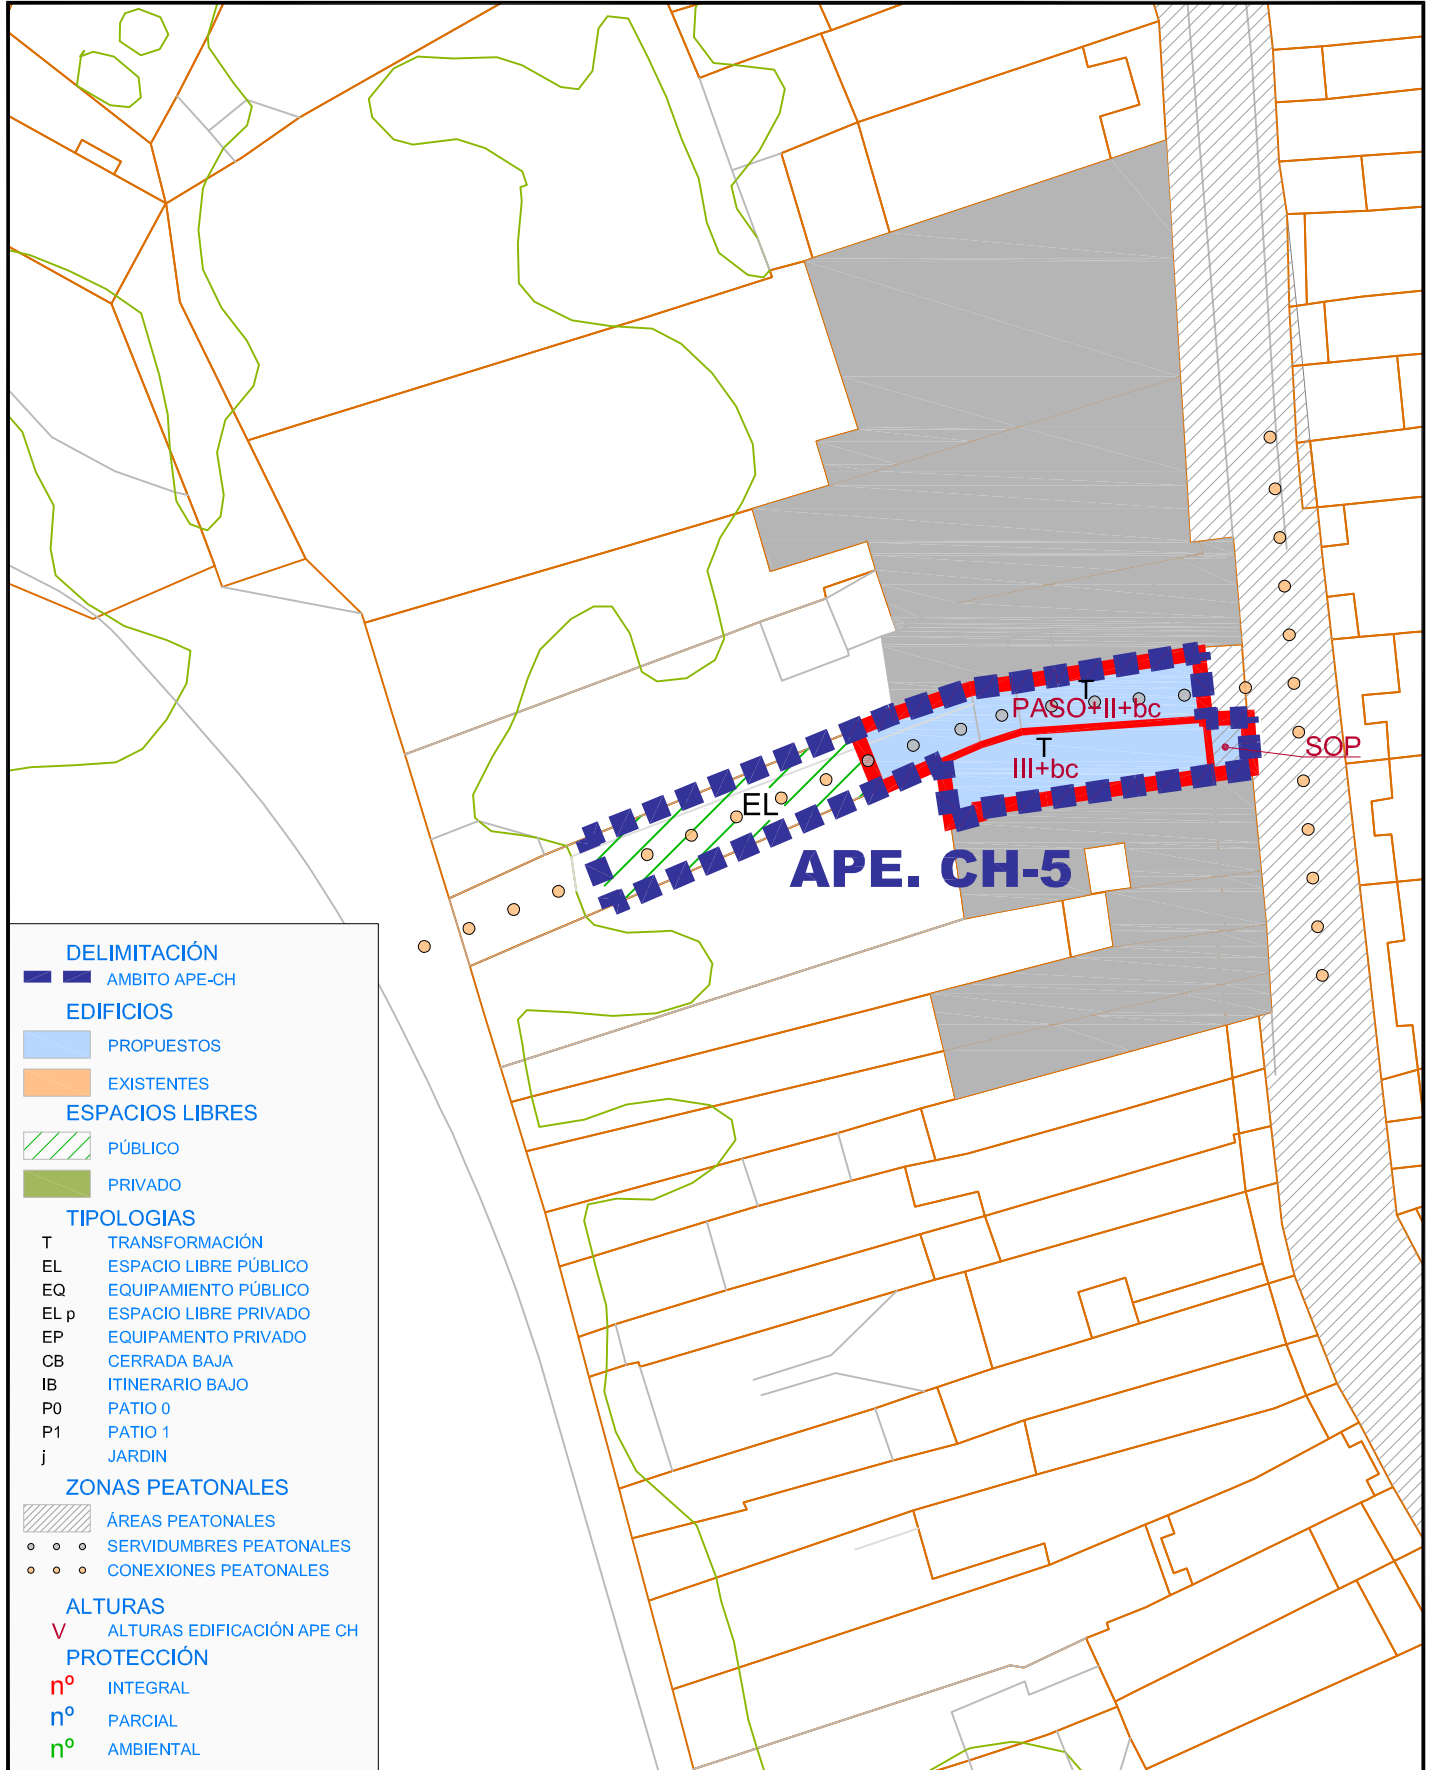 T
PASO+II+bc
T
III+bc
SOP
EL
APE. CH-5
DELIMITACIÓN
AMBITO APE-CH
EDIFICIOS
PROPUESTOS
EXISTENTES
ESPACIOS LIBRES
PÚBLICO
PRIVADO
TIPOLOGIAS
T TRANSFORMACIÓN
EL ESPACIO LIBRE PÚBLICO
EQ EQUIPAMIENTO PÚBLICO
EL p ESPACIO LIBRE PRIVADO
EP EQUIPAMENTO PRIVADO
CB CERRADA BAJA
IB ITINERARIO BAJO
P0 PATIO 0
P1 PATIO 1
j JARDIN
ZONAS PEATONALES
ÁREAS PEATONALES
SERVIDUMBRES PEATONALES
CONEXIONES PEATONALES
ALTURAS
V ALTURAS EDIFICACIÓN APE CH
PROTECCIÓN
nº INTEGRAL
nº PARCIAL
nº AMBIENTAL